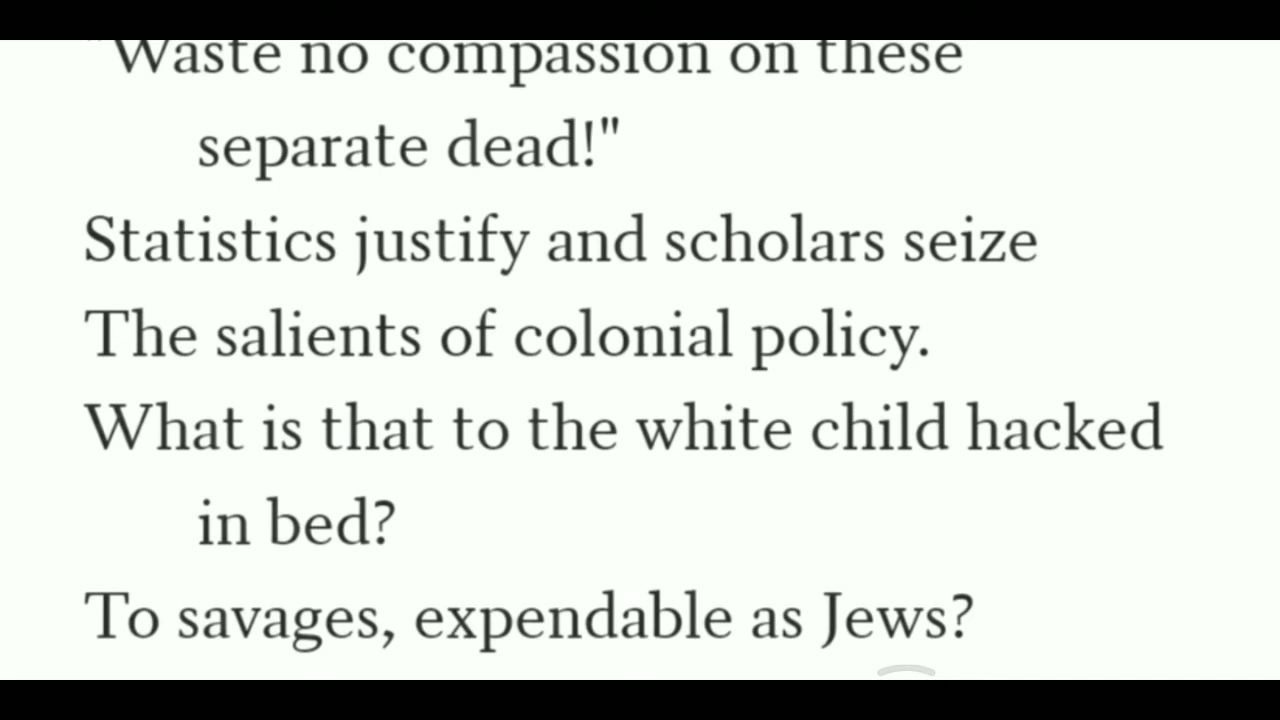 "Waste no compassion on these
separate dead!"
Statistics justify and scholars seize
The salients of colonial policy.
What is that to the white child hacked
in bed?
To savages, expendable as Jews?